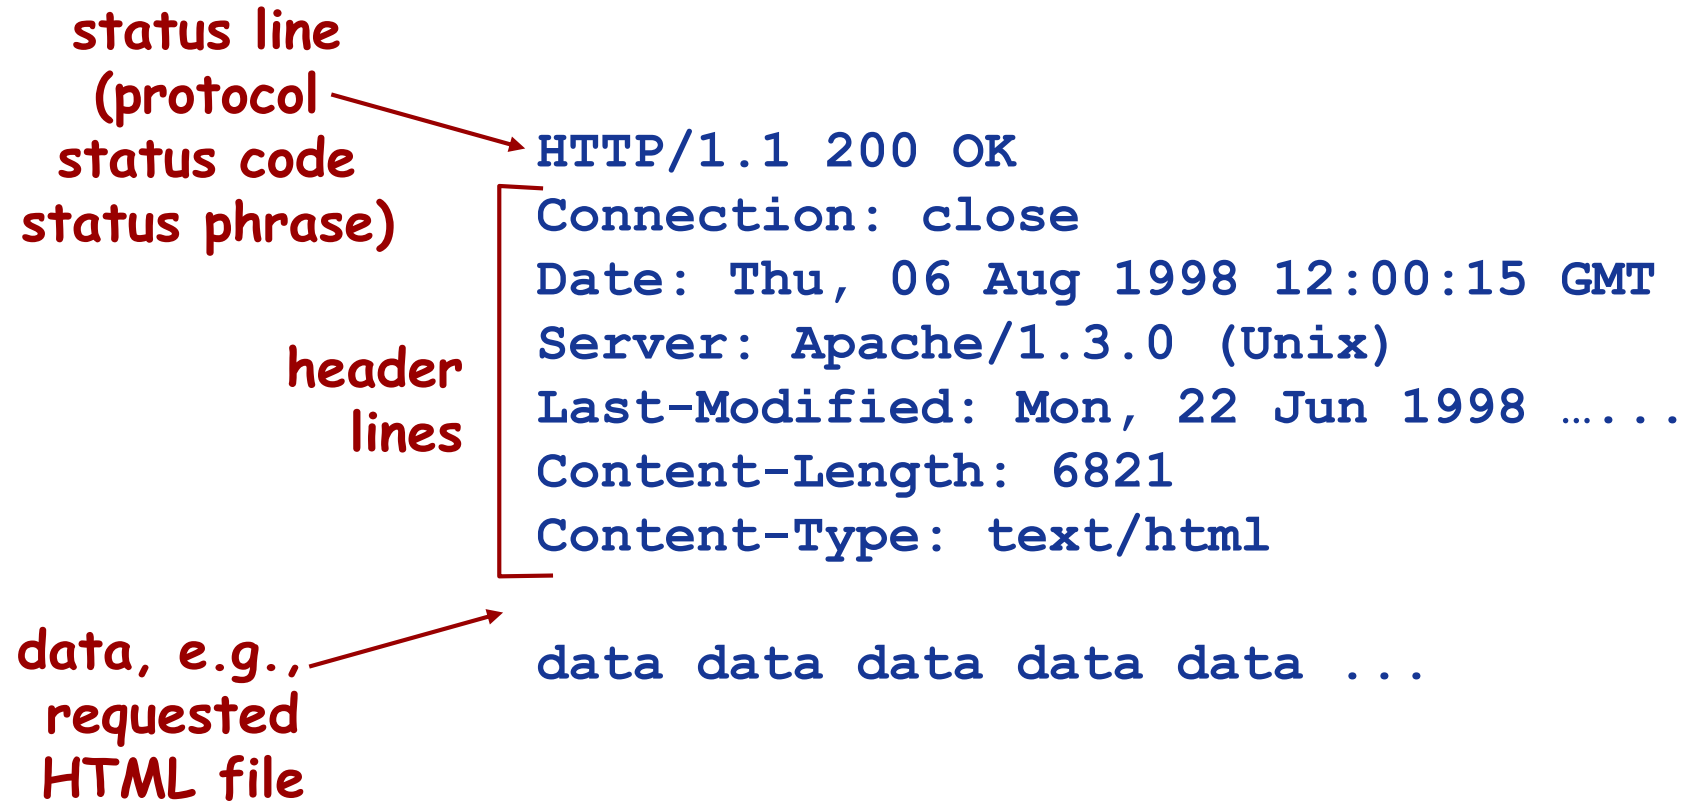 status line
(protocol
status code
status phrase)
HTTP/1.1 200 OK
Connection: close
Date: Thu, 06 Aug 1998 12:00:15 GMT
Server: Apache/1.3.0 (Unix)
Last-Modified: Mon, 22 Jun 1998 …...
Content-Length: 6821
Content-Type: text/html
header
lines
data, e.g.,
requested
HTML file
data data data data data ...